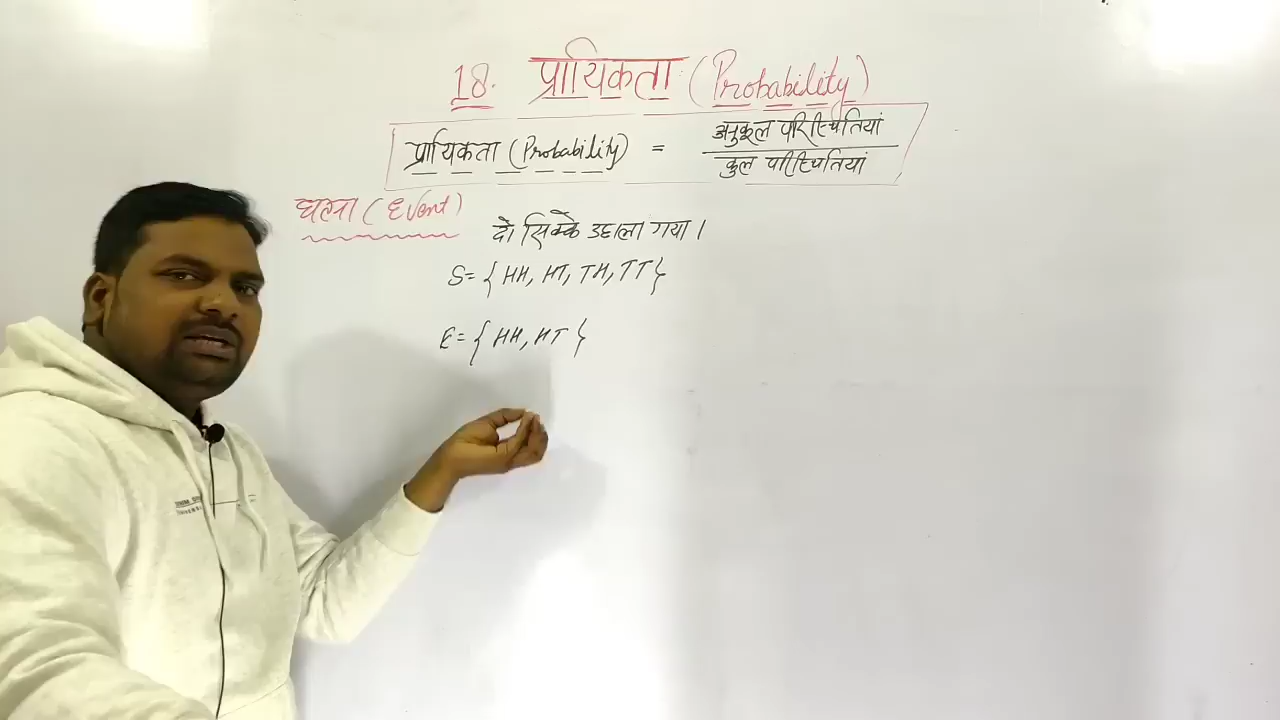 18. प्रायिकता (Probability)
प्रायिकता (Probability) = अनुकूल परिस्थितियां / कुल परिस्थितियां
घटना (Event)
दो सिक्के उछाला गया।
S = { HH, HT, TH, TT }
E = { HH, HT }